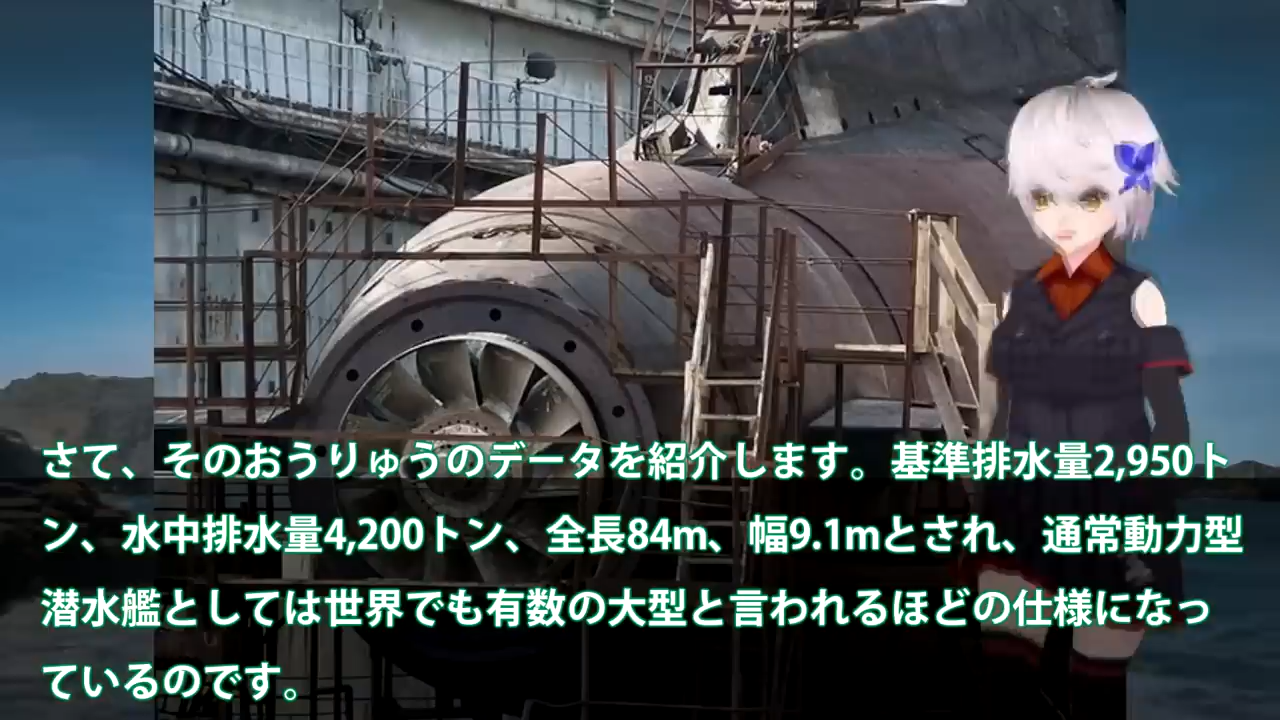 さて、そのおうりゅうのデータを紹介します。基準排水量2,950ト
ン、水中排水量4,200トン、全長84m、幅9.1mとされ、通常動力型
潜水艦としては世界でも有数の大型と言われるほどの仕様になっ
ているのです。